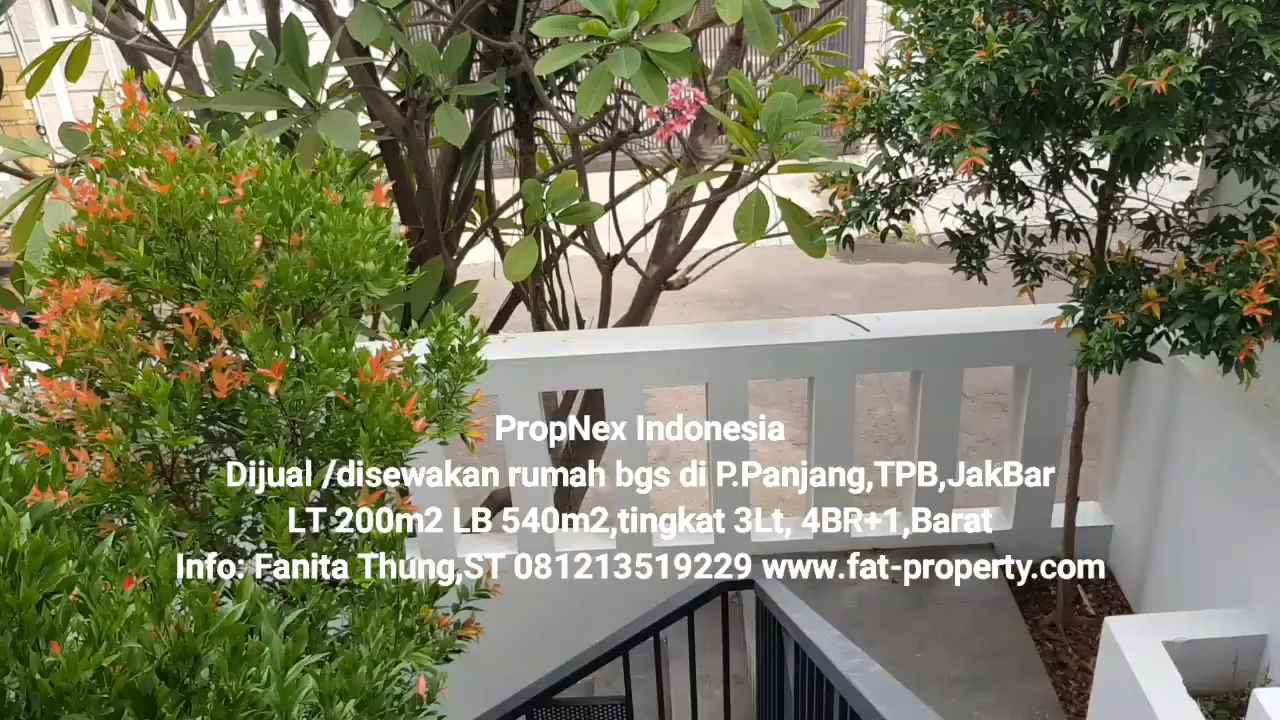 PropNex Indonesia
Dijual /disewakan rumah bgs di P.Panjang,TPB,JakBar
LT 200m2 LB 540m2,tingkat 3Lt, 4BR+1,Barat
Info: Fanita Thung,ST 081213519229 www.fat-property.com